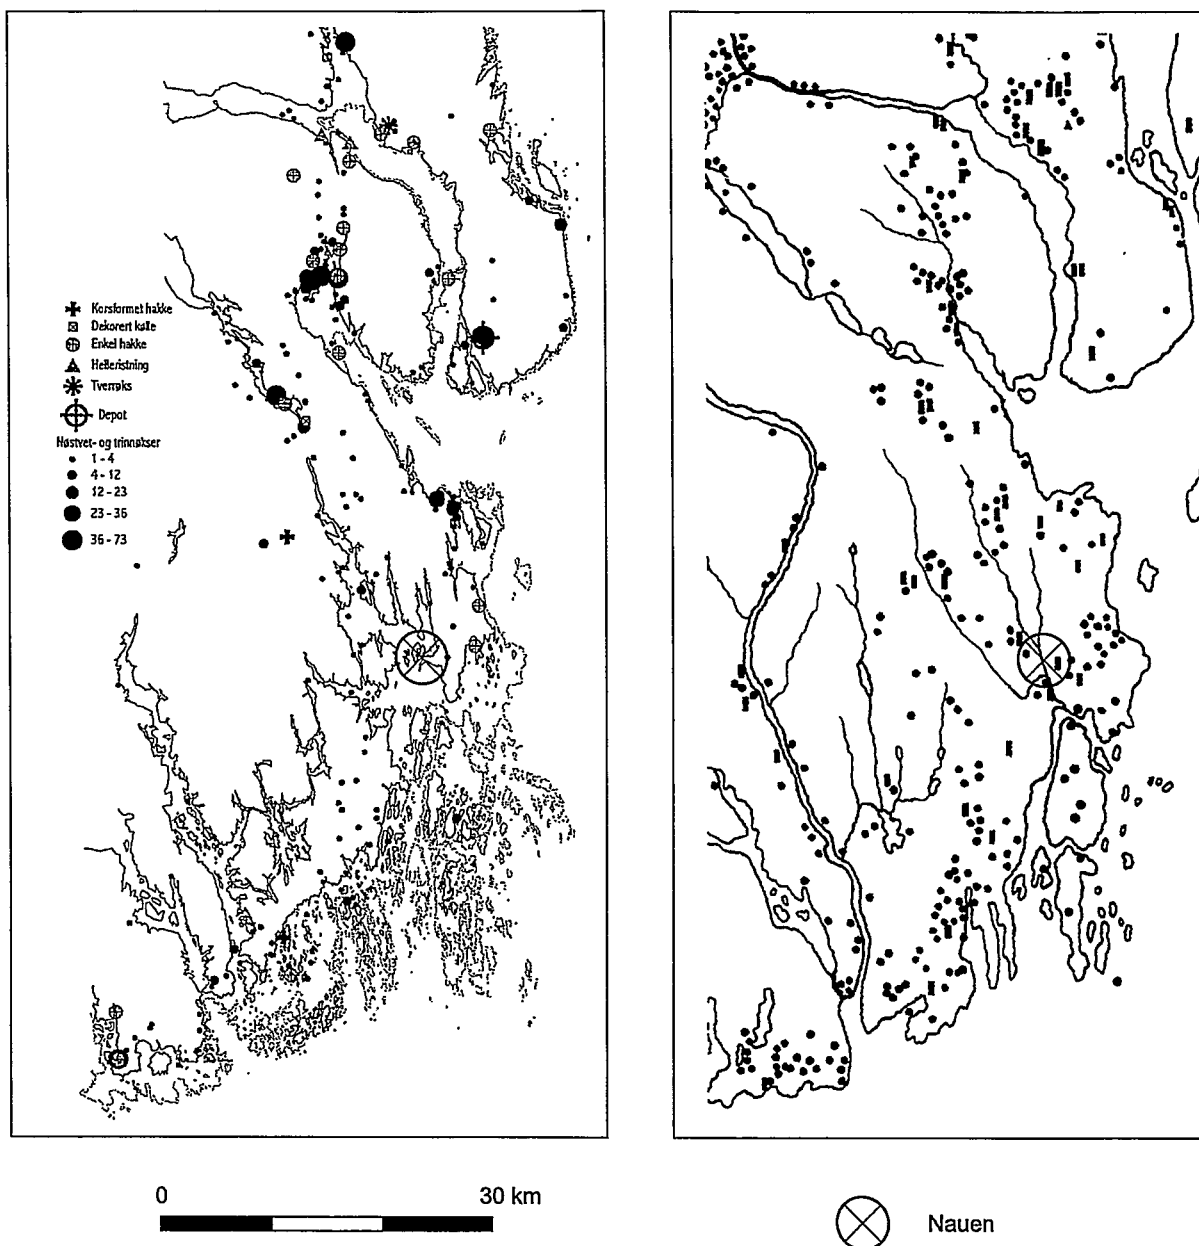 Korsformet hakke
Dekorert kølle
Enkel hakke
Helleristning
Tverrøks
Depot
Nøstvet- og trinnøkser
1 - 4
4 - 12
12 - 23
23 - 36
36 - 73
0 30 km
Nauen